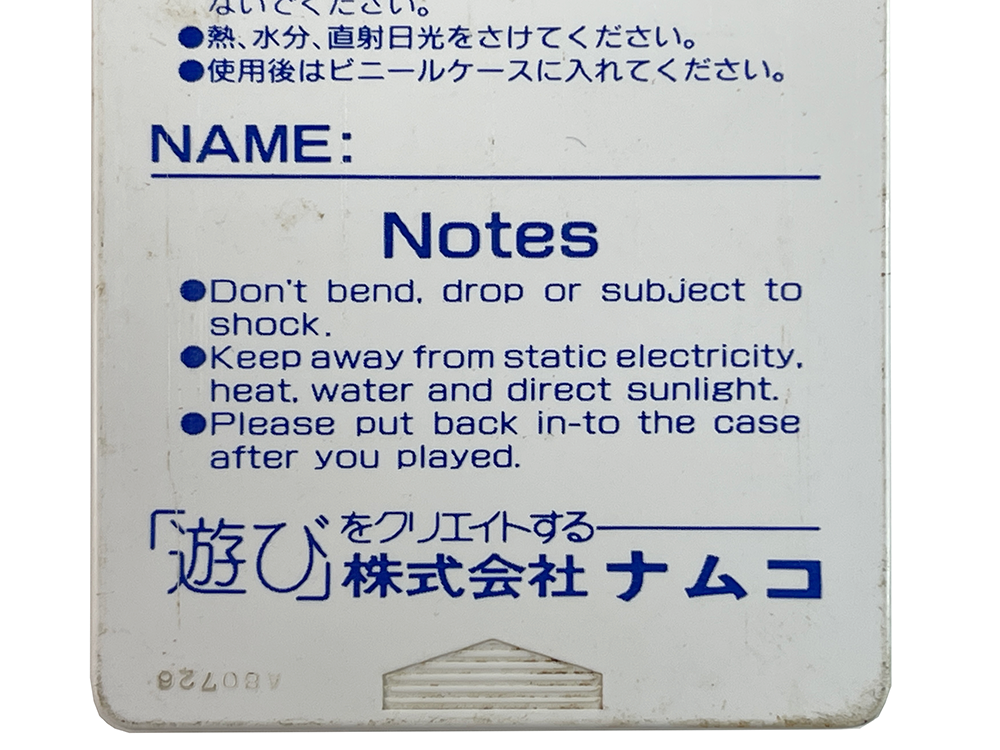 ないでください。
●熱、水分、直射日光をさけてください。
●使用後はビニールケースに入れてください。
NAME:
Notes
●Don't bend, drop or subject to
shock.
●Keep away from static electricity,
heat, water and direct sunlight.
●Please put back in-to the case
after you played.
「遊び」をクリエイトする
株式会社ナムコ
A80728